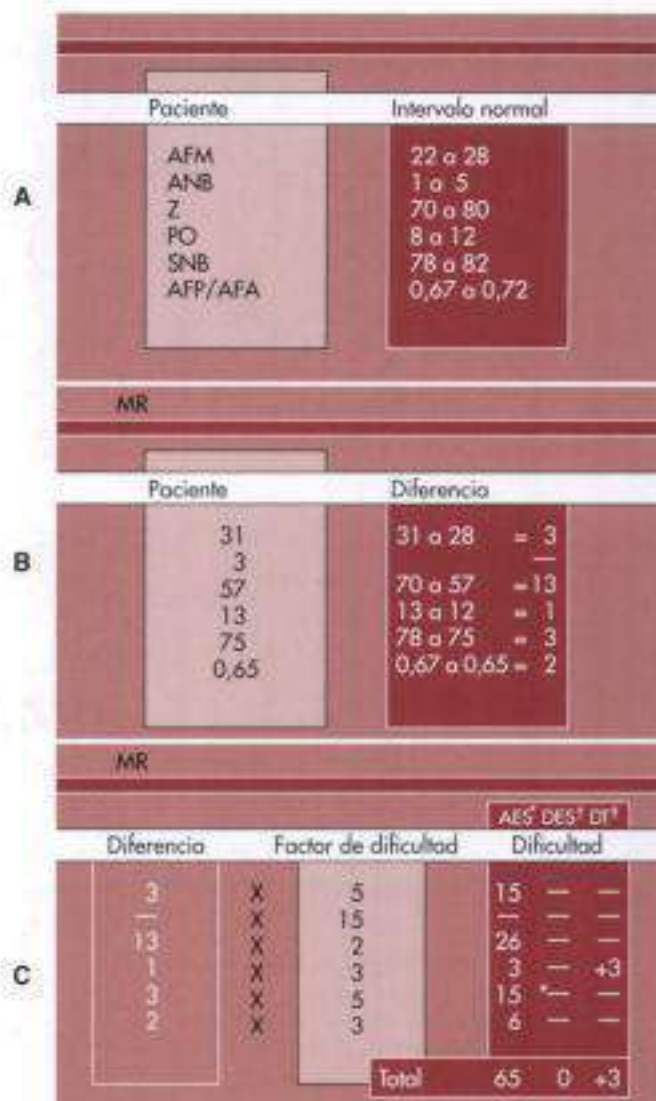 A
Paciente Intervalo normal
AFM 22 a 28
ANB 1 a 5
Z 70 a 80
PO 8 a 12
SNB 78 a 82
AFP/AFA 0,67 a 0,72
MR
B
Paciente Diferencia
31 31 a 28 = 3
3 —
57 70 a 57 = 13
13 13 a 12 = 1
75 78 a 75 = 3
0,65 0,67 a 0,65 = 2
MR
C
AES* DES† DT‡
Diferencia Factor de dificultad Dificultad
3 X 5 15 — —
— X 15 — — —
13 X 2 26 — —
1 X 3 3 — +3
3 X 5 15 *— —
2 X 3 6 — —
Total 65 0 +3